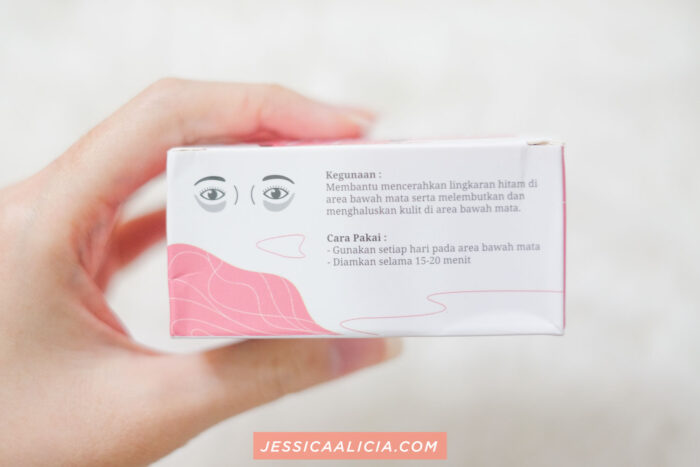 Kegunaan :
Membantu mencerahkan lingkaran hitam di
area bawah mata serta melembutkan dan
menghaluskan kulit di area bawah mata.
Cara Pakai :
- Gunakan setiap hari pada area bawah mata
- Diamkan selama 15-20 menit
JESSICAALICIA.COM